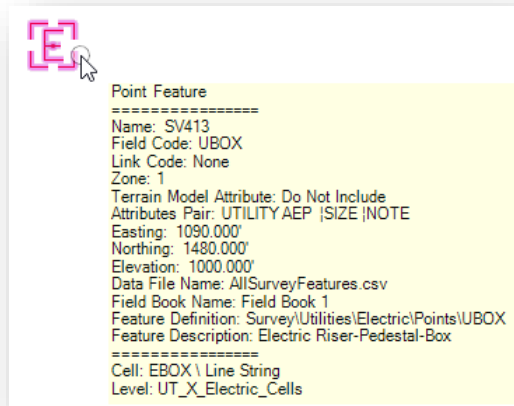 E
Point Feature
================
Name: SV413
Field Code: UBOX
Link Code: None
Zone: 1
Terrain Model Attribute: Do Not Include
Attributes Pair: UTILITY AEP |SIZE |NOTE
Easting: 1090.000'
Northing: 1480.000'
Elevation: 1000.000'
Data File Name: AllSurveyFeatures.csv
Field Book Name: Field Book 1
Feature Definition: Survey\Utilities\Electric\Points\UBOX
Feature Description: Electric Riser-Pedestal-Box
================
Cell: EBOX \ Line String
Level: UT_X_Electric_Cells